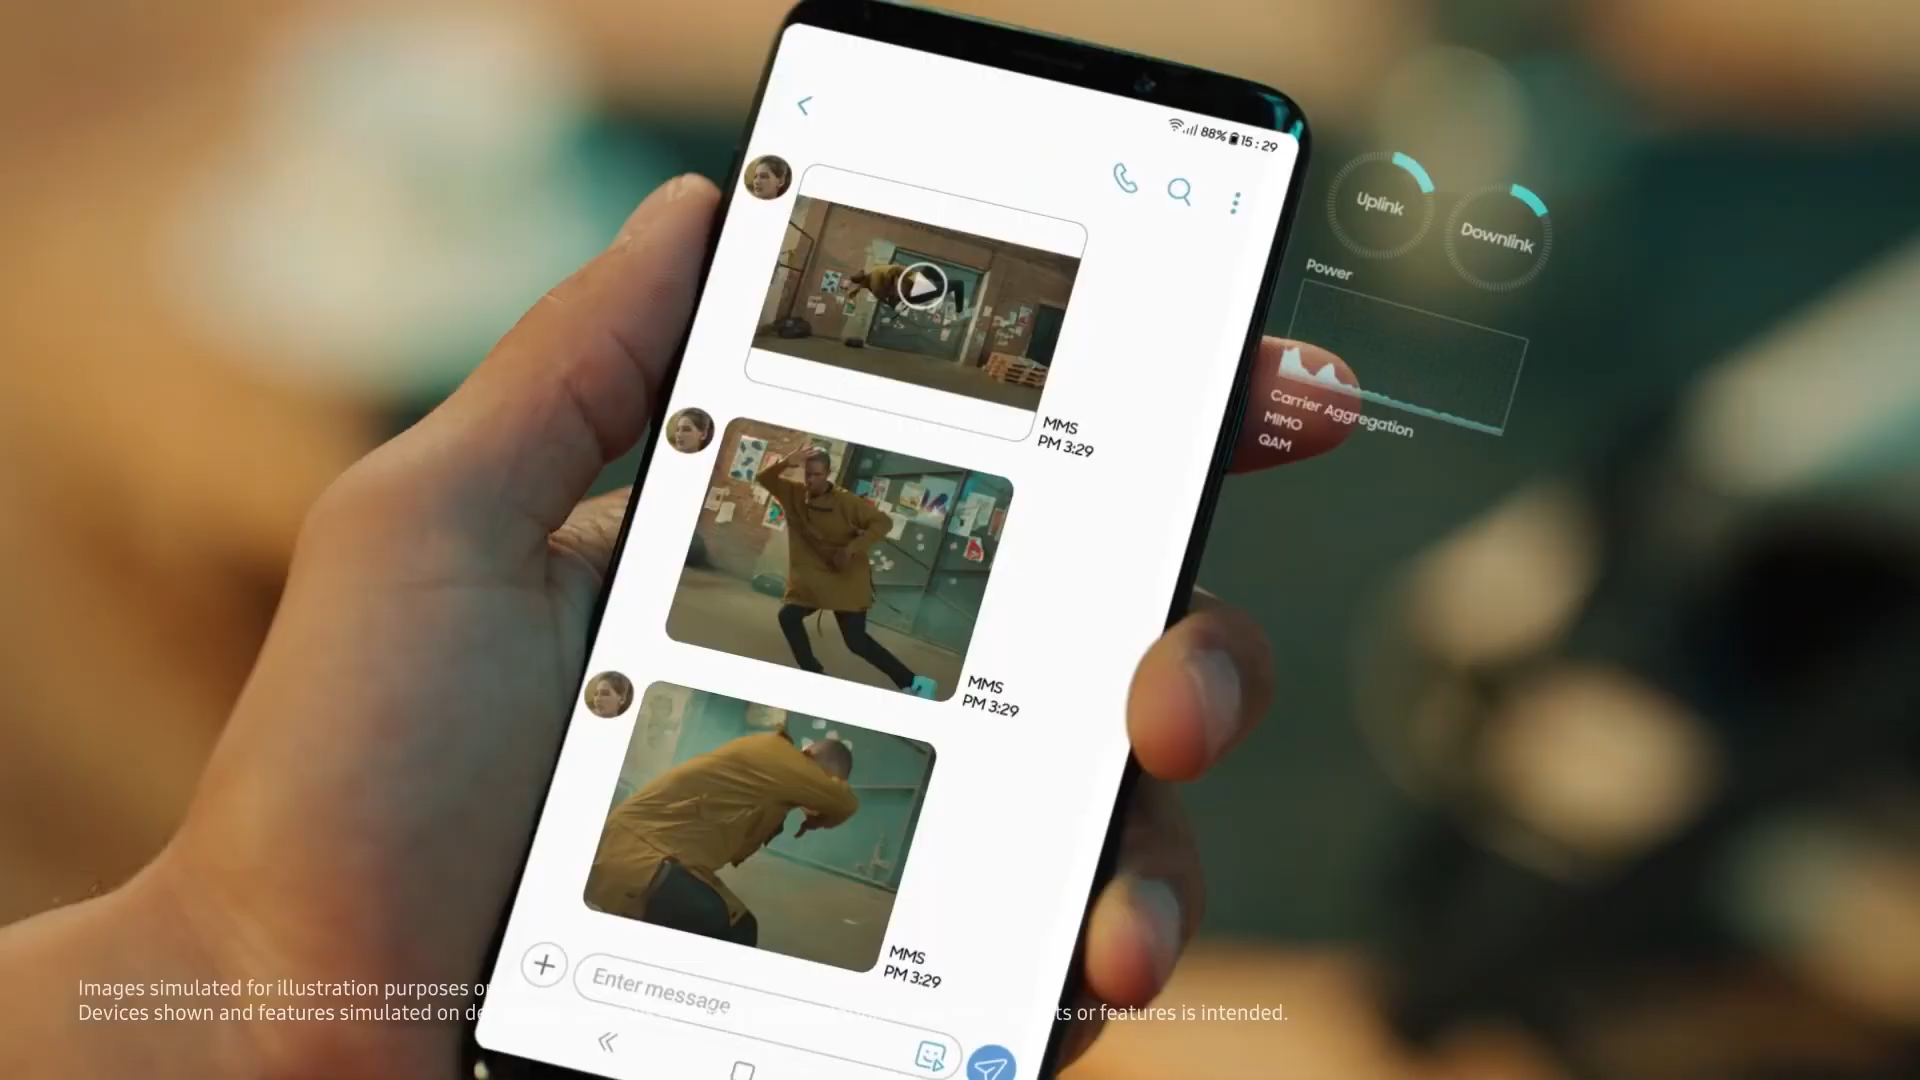 88% 15:29
Uplink
Downlink
Power
Carrier Aggregation
MIMO
QAM
MMS
PM 3:29
MMS
PM 3:29
MMS
PM 3:29
Enter message
Images simulated for illustration purposes
Devices shown and features simulated on
or features is intended.